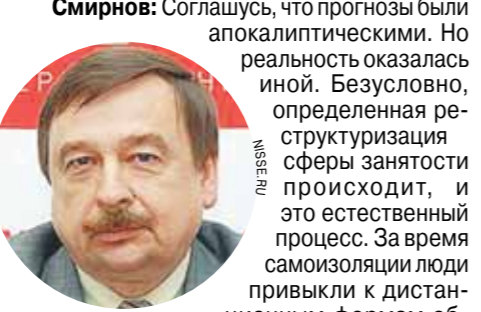 Смирнов: Соглашусь, что прогнозы были
апокалиптическими. Но
реальность оказалась
иной. Безусловно,
определенная ре-
структуризация
сферы занятости
происходит, и
это естественный
процесс. За время
самоизоляции люди
привыкли к дистан-
NISSE.RU